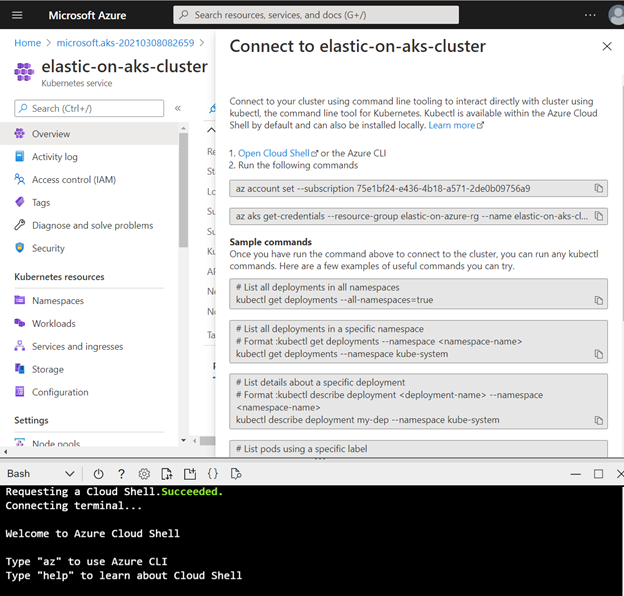 Microsoft Azure
Search resources, services, and docs (G+/)
Home > microsoft.aks-20210308082659 >
elastic-on-aks-cluster
Kubernetes service
Search (Ctrl+/)
Overview
Activity log
Access control (IAM)
Tags
Diagnose and solve problems
Security
Kubernetes resources
Namespaces
Workloads
Services and ingresses
Storage
Configuration
Settings
Node pools
Re
St
Lo
Su
Su
Ku
AP
Ne
Ne
Ta
Connect to elastic-on-aks-cluster
Connect to your cluster using command line tooling to interact directly with cluster using
kubectl, the command line tool for Kubernetes. Kubectl is available within the Azure Cloud
Shell by default and can also be installed locally. Learn more
1. Open Cloud Shell or the Azure CLI
2. Run the following commands
az account set --subscription 75e1bf24-e436-4b18-a571-2de0b09756a9
az aks get-credentials --resource-group elastic-on-azure-rg --name elastic-on-aks-cl...
Sample commands
Once you have run the command above to connect to the cluster, you can run any kubectl
commands. Here are a few examples of useful commands you can try.
# List all deployments in all namespaces
kubectl get deployments --all-namespaces=true
# List all deployments in a specific namespace
# Format :kubectl get deployments --namespace <namespace-name>
kubectl get deployments --namespace kube-system
# List details about a specific deployment
# Format :kubectl describe deployment <deployment-name> --namespace
<namespace-name>
kubectl describe deployment my-dep --namespace kube-system
# List pods using a specific label
Bash
Requesting a Cloud Shell.Succeeded.
Connecting terminal...
Welcome to Azure Cloud Shell
Type "az" to use Azure CLI
Type "help" to learn about Cloud Shell